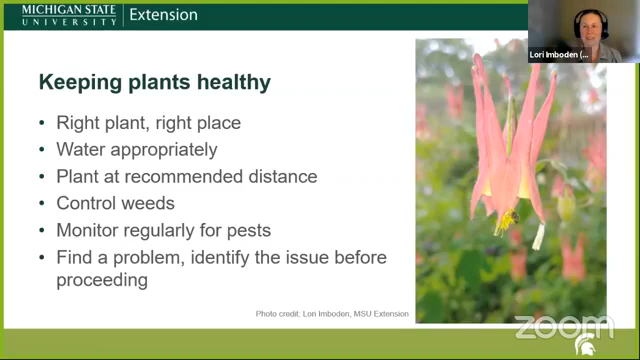 MICHIGAN STATE
UNIVERSITY
Extension
Lori Imboden (...
Keeping plants healthy
• Right plant, right place
• Water appropriately
• Plant at recommended distance
• Control weeds
• Monitor regularly for pests
• Find a problem, identify the issue before
proceeding
Photo credit: Lori Imboden, MSU Extension
zoom